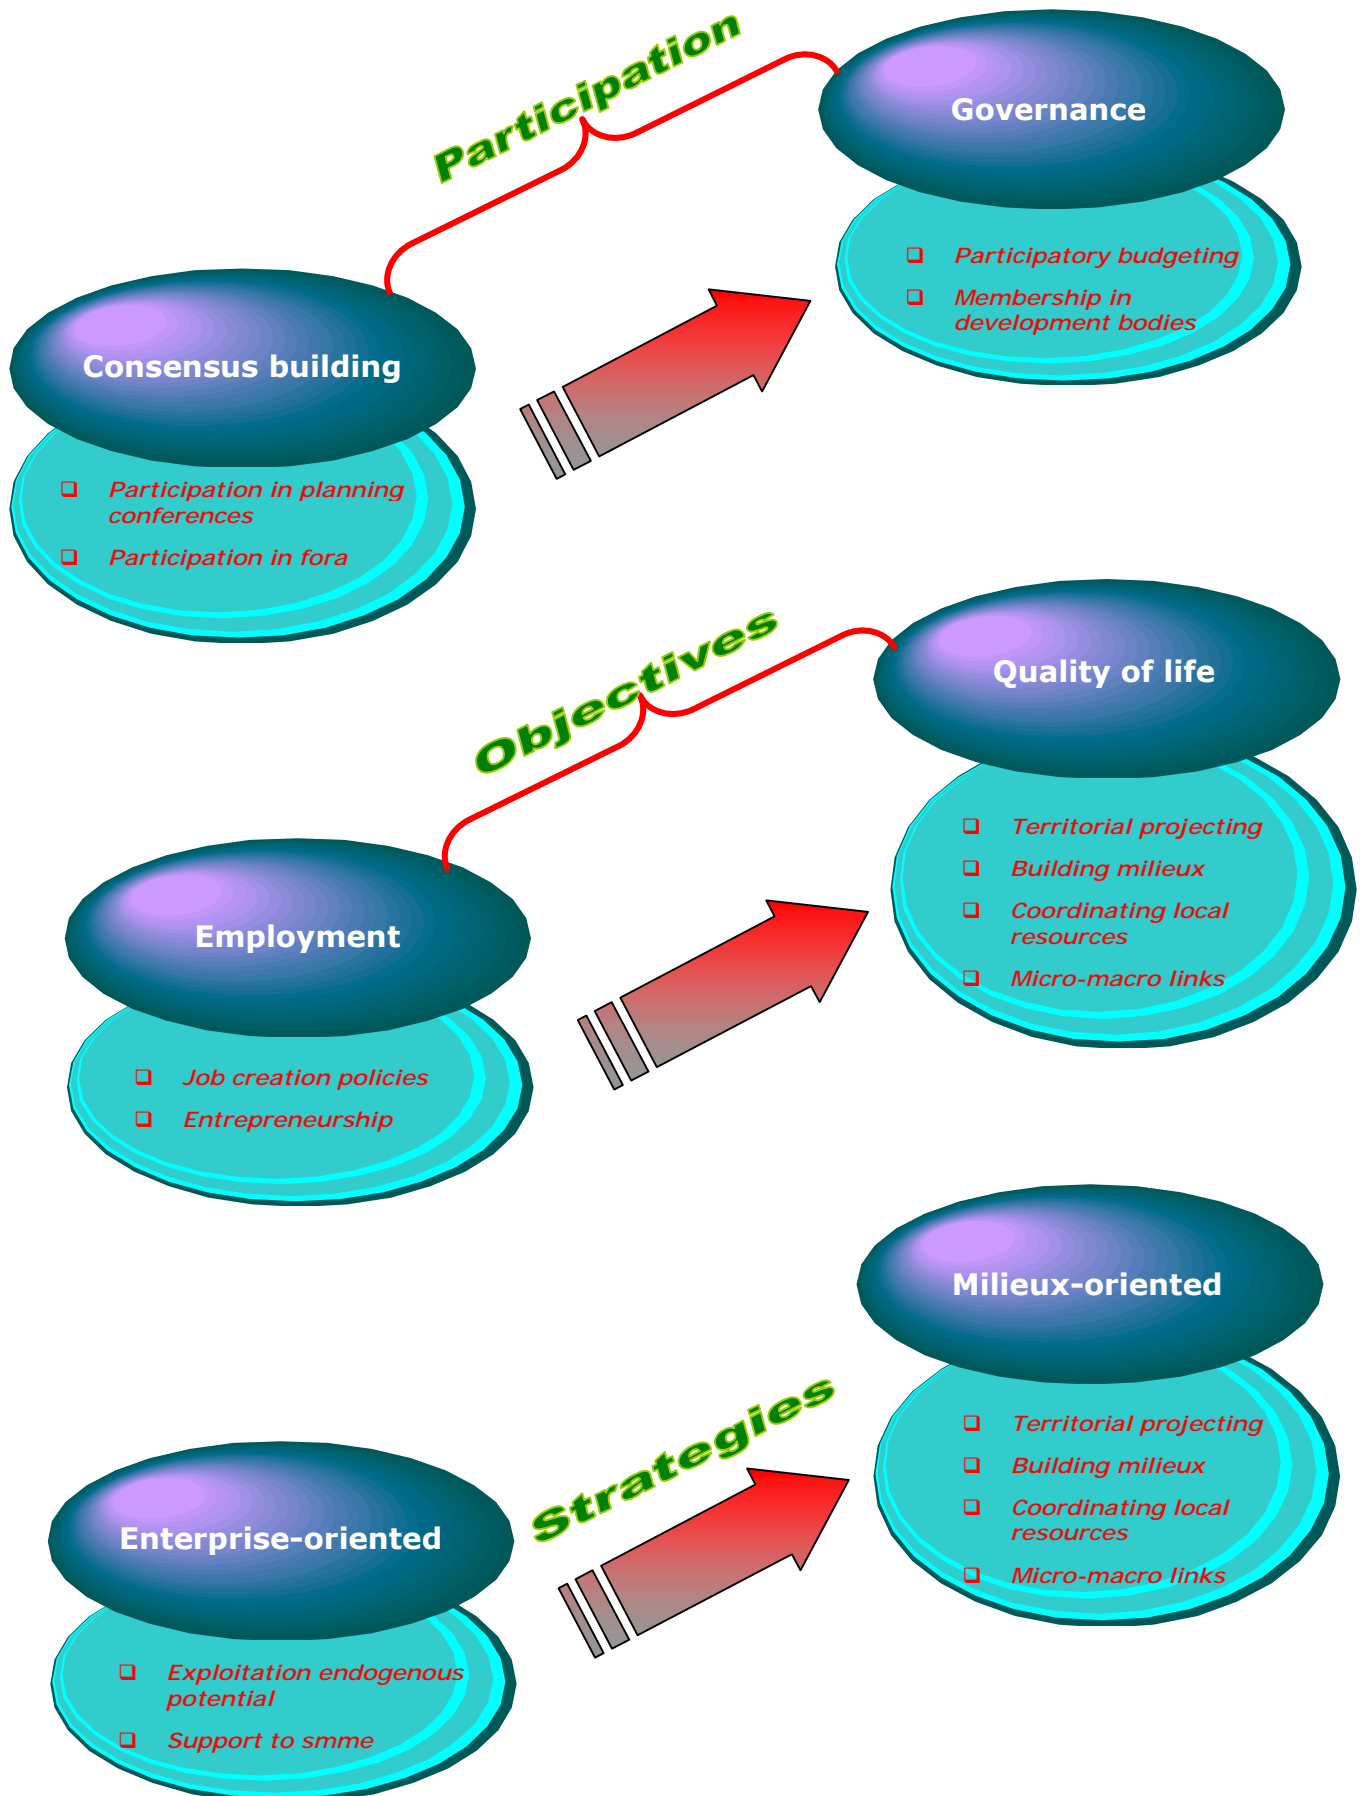 Participation
Governance
❑ Participatory budgeting
❑ Membership in
development bodies
Consensus building
❑ Participation in planning
conferences
❑ Participation in fora
Objectives
Quality of life
❑ Territorial projecting
❑ Building milieux
❑ Coordinating local
resources
❑ Micro-macro links
Employment
❑ Job creation policies
❑ Entrepreneurship
Strategies
Milieux-oriented
❑ Territorial projecting
❑ Building milieux
❑ Coordinating local
resources
❑ Micro-macro links
Enterprise-oriented
❑ Exploitation endogenous
potential
❑ Support to smme